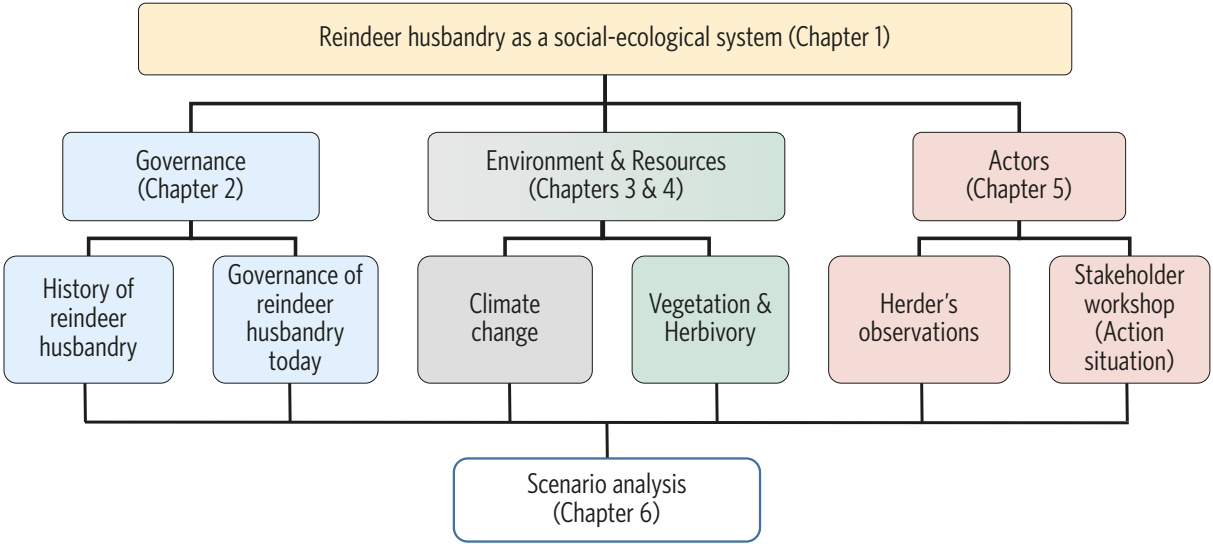 Reindeer husbandry as a social-ecological system (Chapter 1)
Governance
(Chapter 2)
Environment & Resources
(Chapters 3 & 4)
Actors
(Chapter 5)
History of
reindeer
husbandry
Governance of
reindeer
husbandry
today
Climate
change
Vegetation &
Herbivory
Herder's
observations
Stakeholder
workshop
(Action
situation)
Scenario analysis
(Chapter 6)